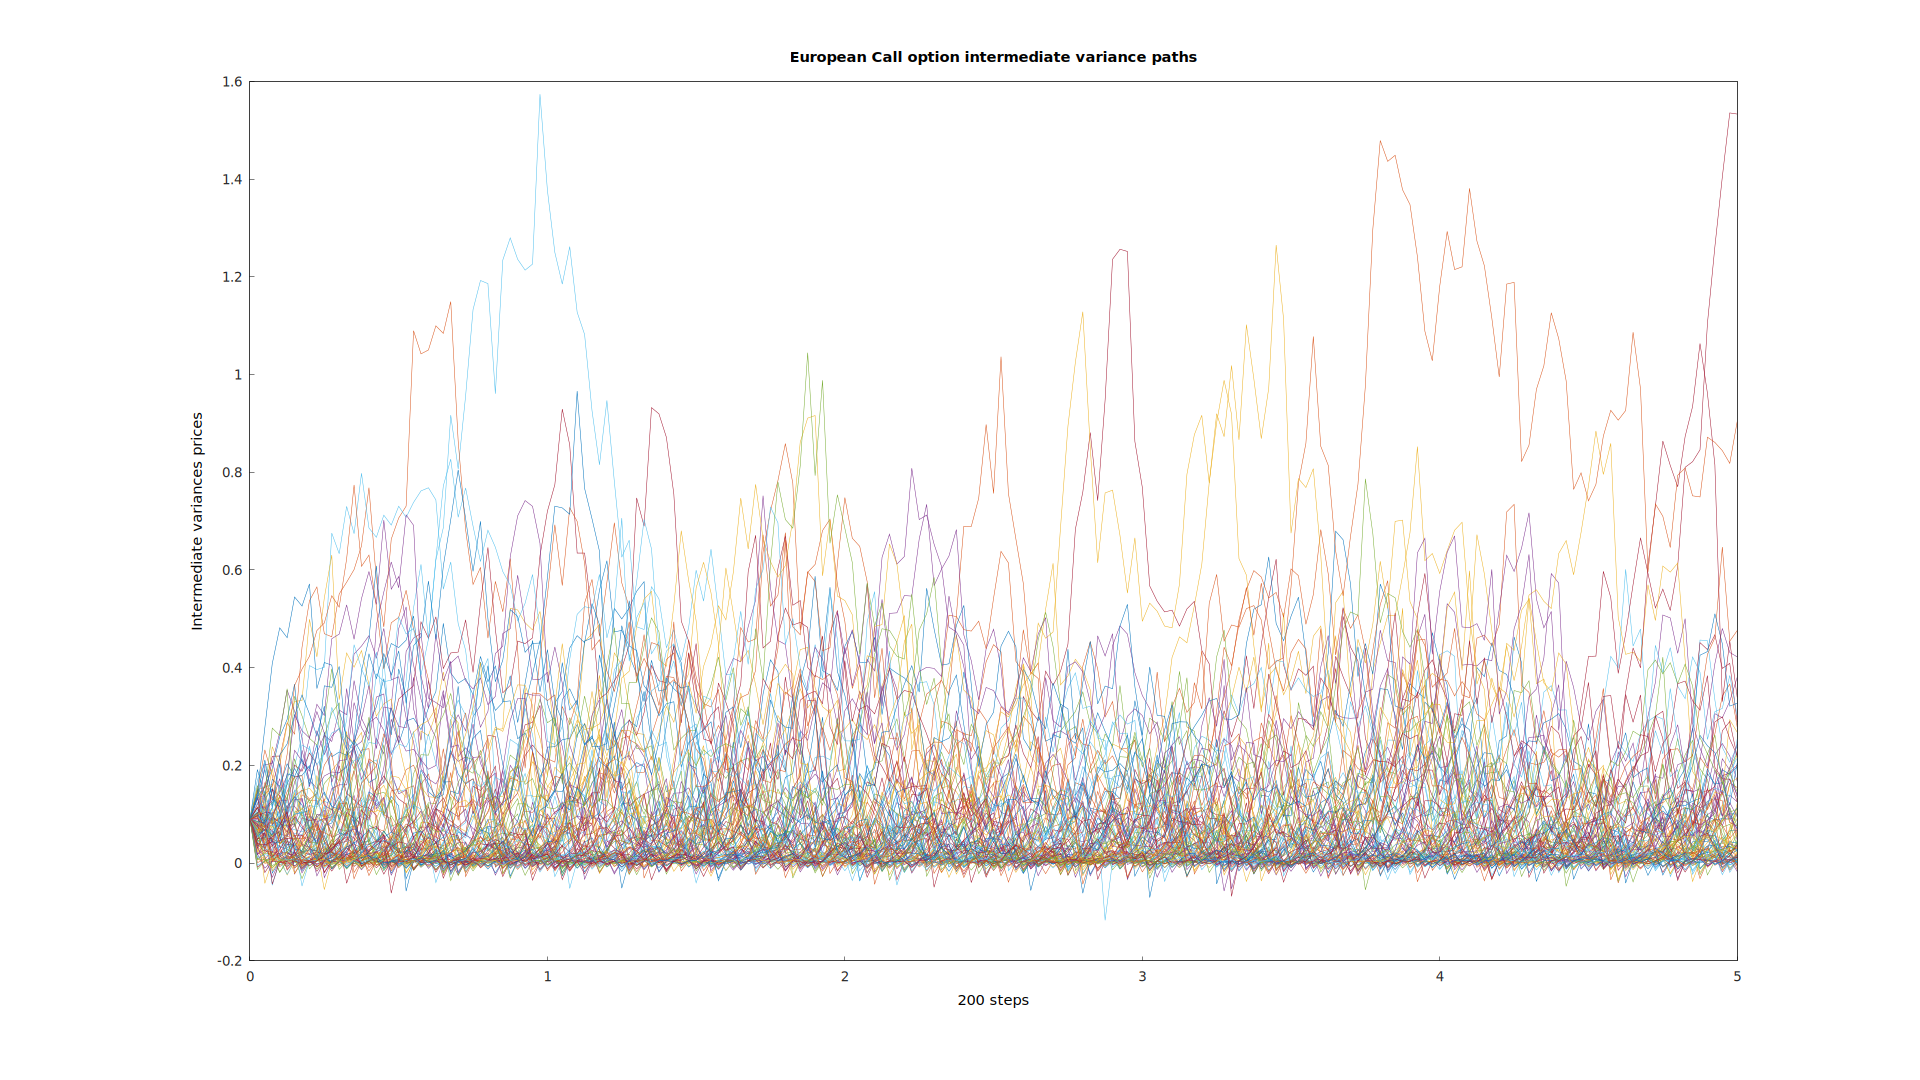 European Call option intermediate variance paths
1.6
1.4
1.2
1
0.8
0.6
0.4
0.2
0
-0.2
Intermediate variances prices
0 1 2 3 4 5
200 steps